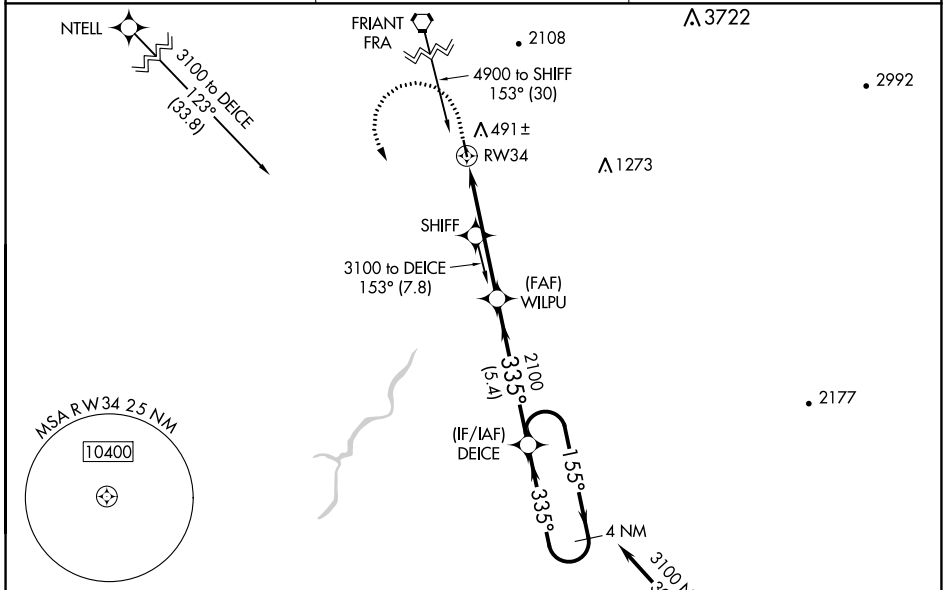 NTELL
FRIANT
FRA
3722
2108
3100 to DEICE
123°
(33.8)
4900 to SHIFF
153° (30)
2992
491±
RW34
1273
SHIFF
3100 to DEICE
153° (7.8)
(FAF)
WILPU
2100
335°
(5.4)
2177
MSA RW34 25 NM
10400
(IF/IAF)
DEICE
155°
335°
4 NM
3100